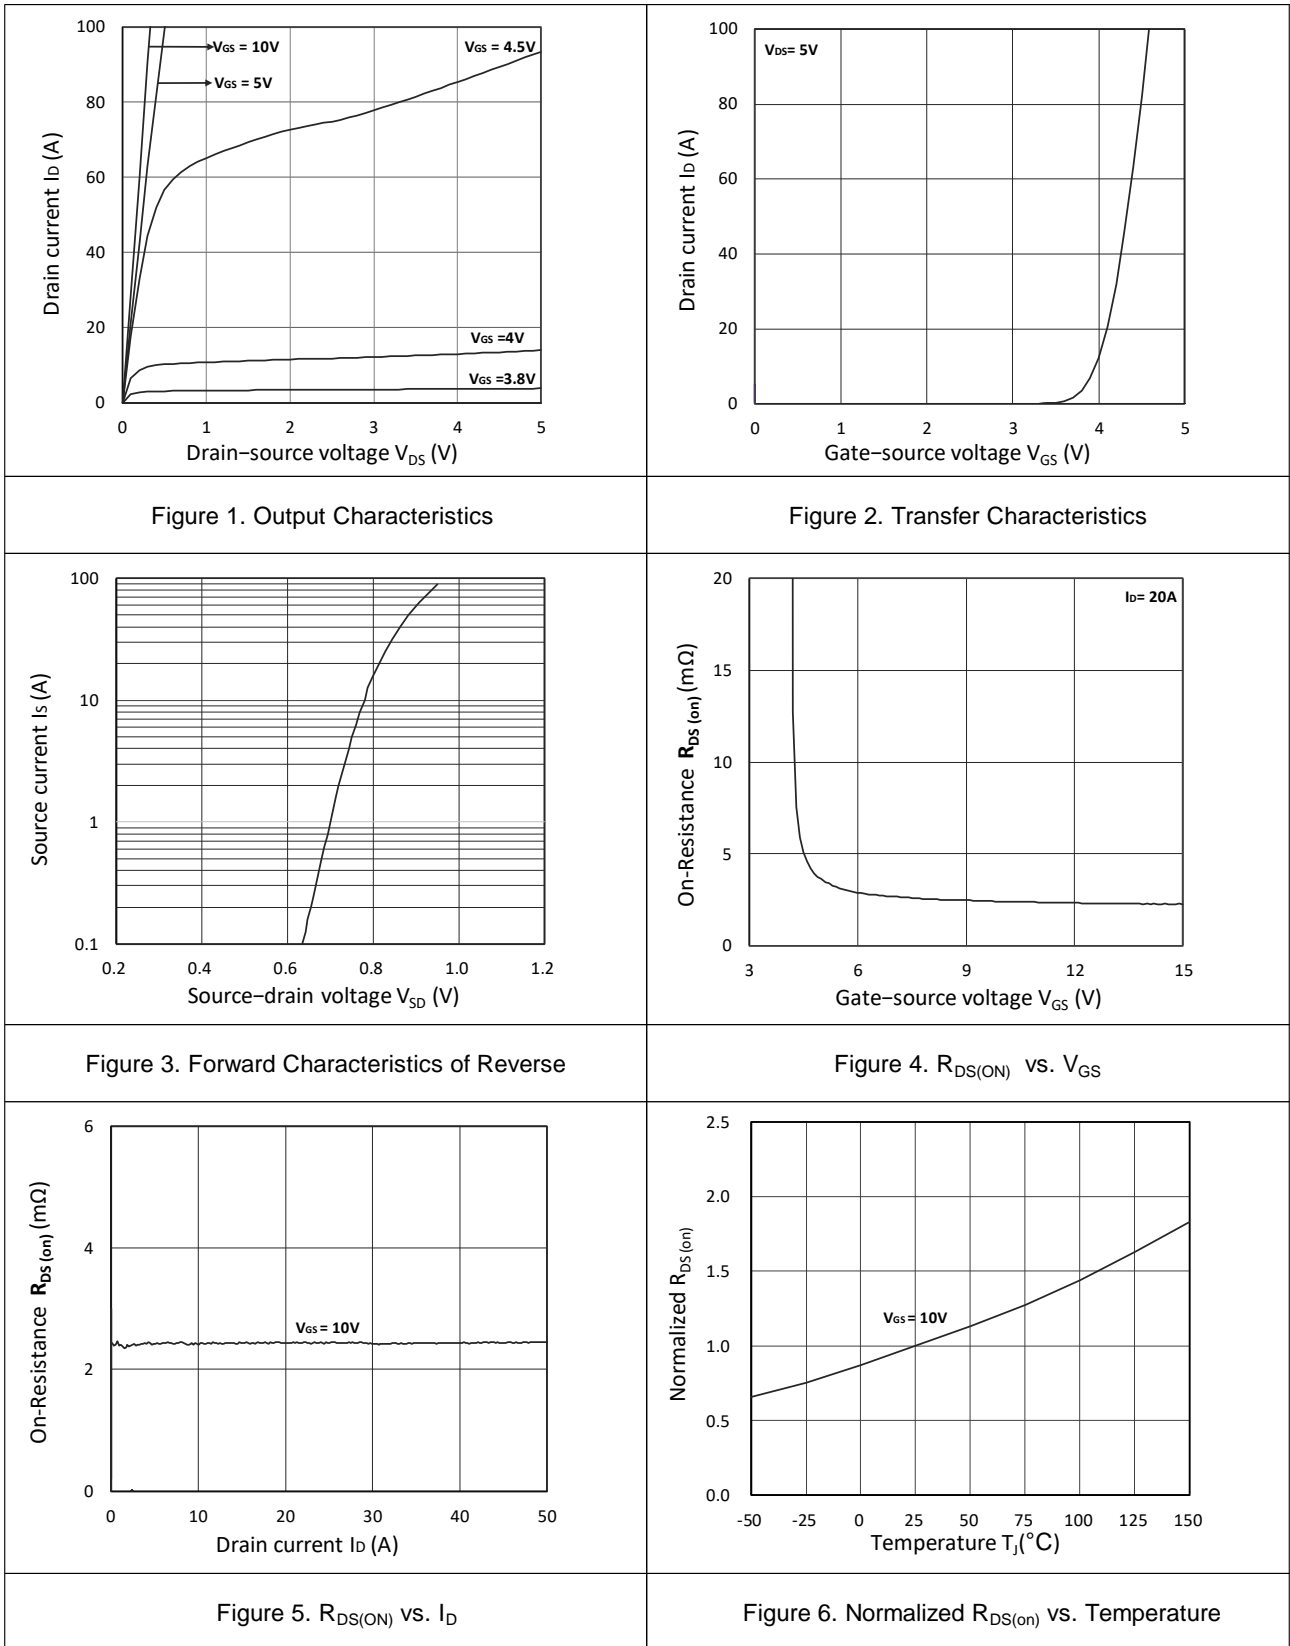 100
80
60
40
20
0
0 1 2 3 4 5
Drain current ID (A)
VGS = 10V
VGS = 5V
VGS = 4.5V
VGS =4V
VGS =3.8V
Drain−source voltage VDS (V)
Figure 1. Output Characteristics
100
80
60
40
20
0
0 1 2 3 4 5
Drain current ID (A)
VDS= 5V
Gate−source voltage VGS (V)
Figure 2. Transfer Characteristics
100
10
1
0.1
0.2 0.4 0.6 0.8 1.0 1.2
Source current IS (A)
Source−drain voltage VSD (V)
Figure 3. Forward Characteristics of Reverse
20
15
10
5
0
3 6 9 12 15
On-Resistance RDS (on) (mΩ)
ID= 20A
Gate−source voltage VGS (V)
Figure 4. RDS(ON) vs. VGS
6
4
2
0
0 10 20 30 40 50
On-Resistance RDS (on) (mΩ)
VGS = 10V
Drain current ID (A)
Figure 5. RDS(ON) vs. ID
2.5
2.0
1.5
1.0
0.5
0.0
-50 -25 0 25 50 75 100 125 150
Normalized RDS (on)
VGS = 10V
Temperature TJ(°C)
Figure 6. Normalized RDS(on) vs. Temperature